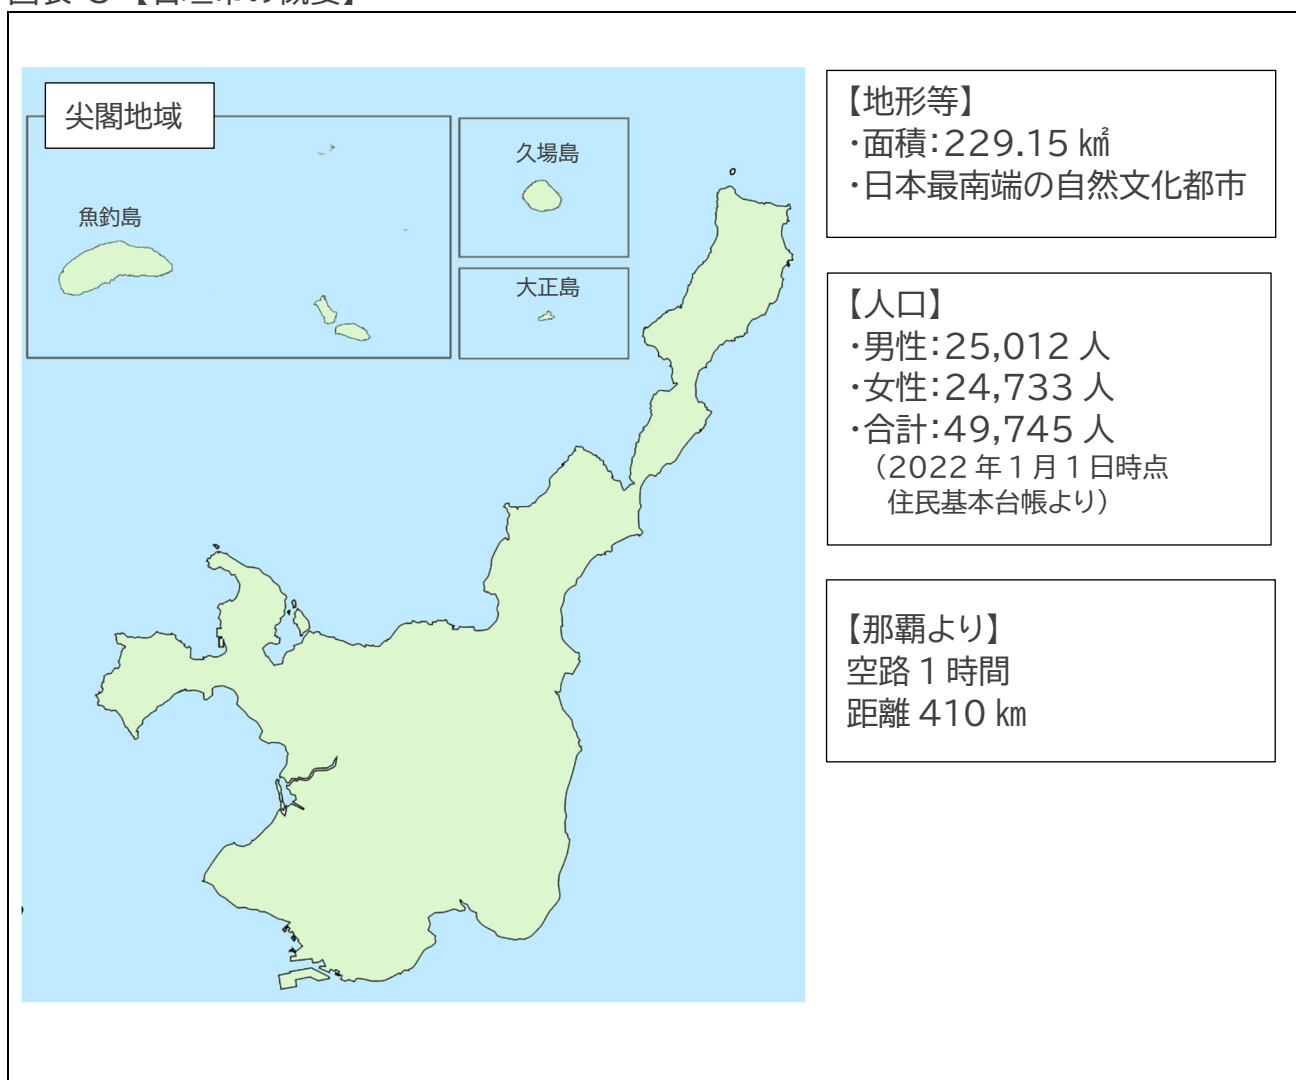 尖閣地域
魚釣島
久場島
大正島
【地形等】
・面積：229.15 ㎢
・日本最南端の自然文化都市
【人口】
・男性：25,012 人
・女性：24,733 人
・合計：49,745 人
（2022 年 1 月 1 日時点
住民基本台帳より）
【那覇より】
空路 1 時間
距離 410 ㎞